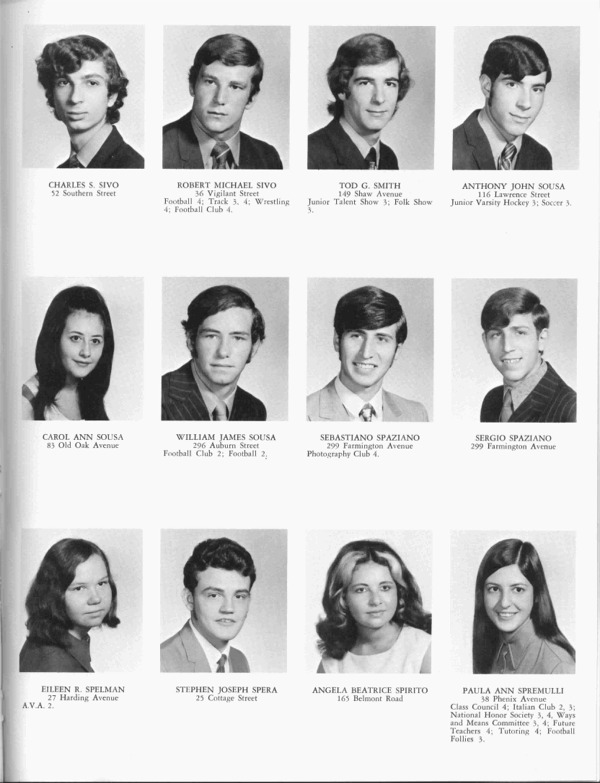 CHARLES S. SIVO
52 Southern Street
ROBERT MICHAEL SIVO
36 Vigilant Street
Football 4; Track 3, 4; Wrestling
4; Football Club 4.
TOD G. SMITH
149 Shaw Avenue
Junior Talent Show 3; Folk Show
3.
ANTHONY JOHN SOUSA
116 Lawrence Street
Junior Varsity Hockey 3; Soccer 3.
CAROL ANN SOUSA
85 Old Oak Avenue
WILLIAM JAMES SOUSA
296 Auburn Street
Football Club 2; Football 2;
SEBASTIANO SPAZIANO
299 Farmington Avenue
Photography Club 4.
SERGIO SPAZIANO
299 Farmington Avenue
EILEEN R. SPELMAN
27 Harding Avenue
A.V.A. 2.
STEPHEN JOSEPH SPERA
25 Cottage Street
ANGELA BEATRICE SPIRITO
165 Belmont Road
PAULA ANN SPREMULLI
38 Phenix Avenue
Class Council 4; Italian Club 2, 3;
National Honor Society 3, 4, Ways
and Means Committee 3, 4; Future
Teachers 4; Tutoring 4; Football
Follies 3.